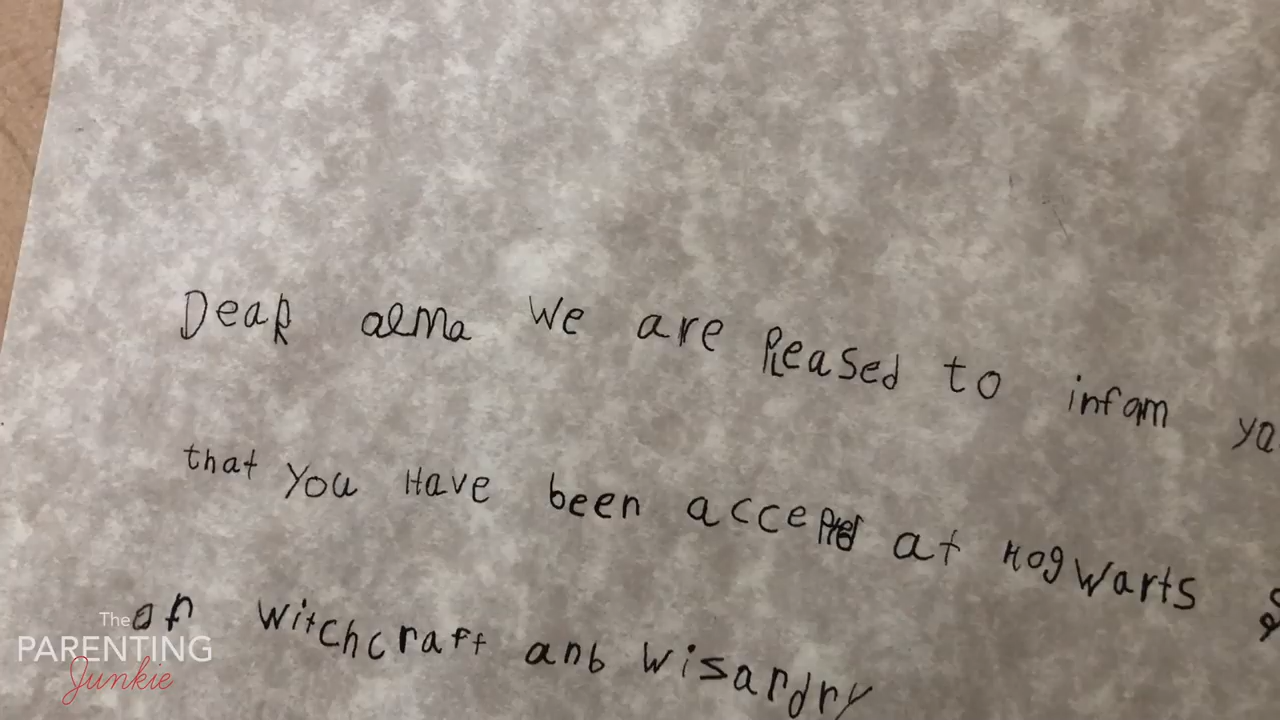 Dear alma We are Pleased to infam yo
that you Have been accepted at Hogwarts S
of witchcraft anb wisardry
The
PARENTING
Junkie